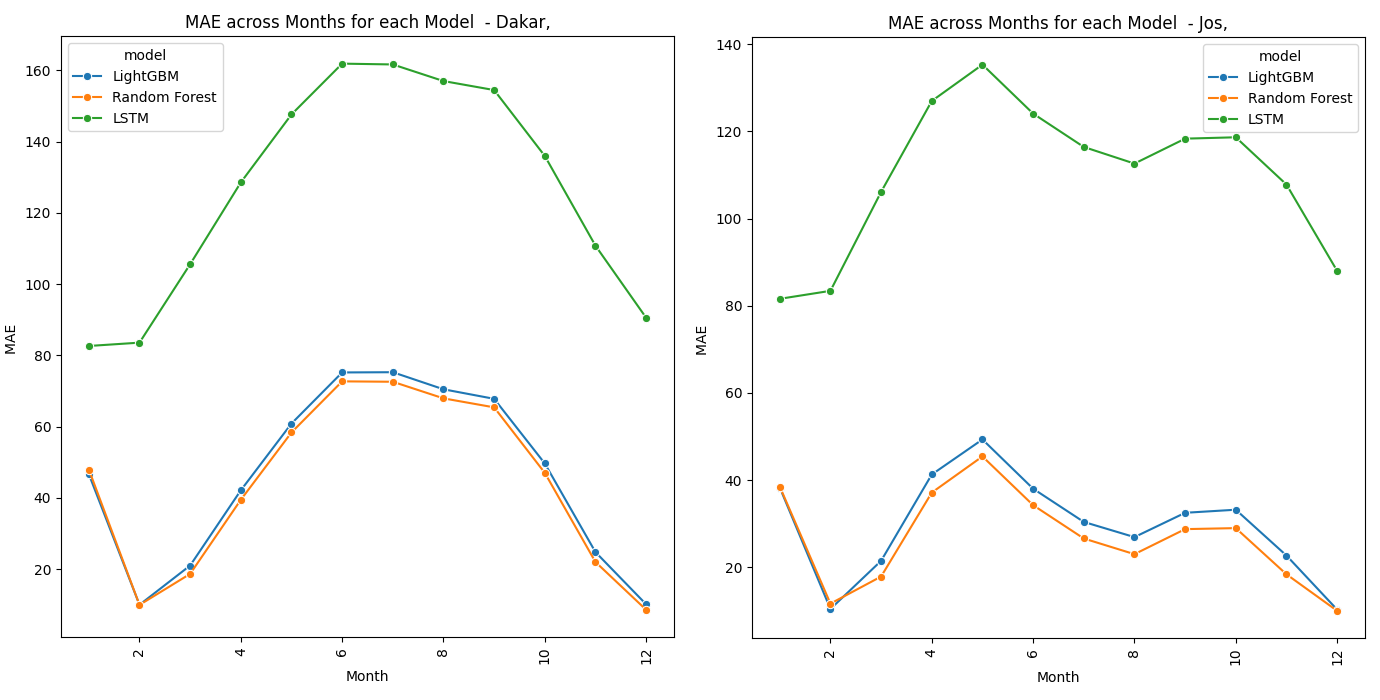 MAE across Months for each Model  - Dakar,
model
LightGBM
Random Forest
LSTM
MAE
160
140
120
100
80
60
40
20
2
4
6
8
10
12
Month
MAE across Months for each Model  - Jos,
model
LightGBM
Random Forest
LSTM
MAE
140
120
100
80
60
40
20
2
4
6
8
10
12
Month